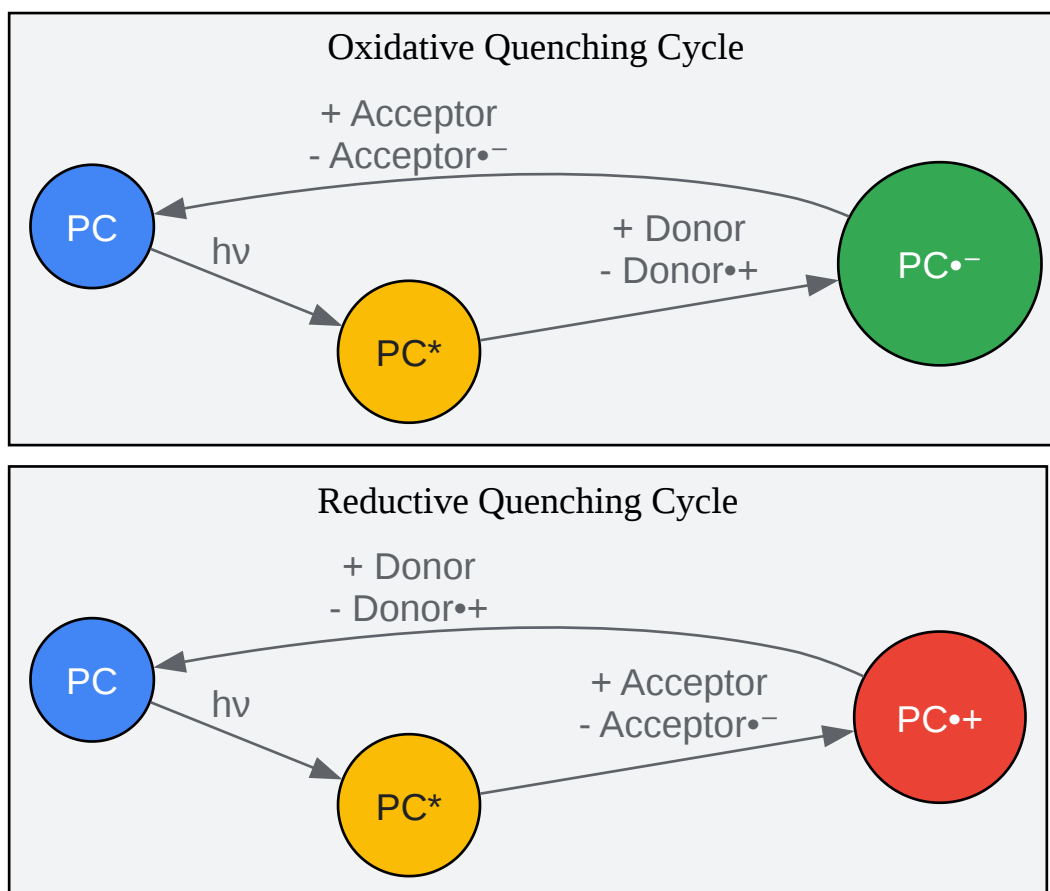 Oxidative Quenching Cycle
+ Acceptor
- Acceptor•⁻
PC
hν
+ Donor
- Donor•+
PC•⁻
PC*
Reductive Quenching Cycle
+ Donor
- Donor•+
PC
hν
+ Acceptor
- Acceptor•⁻
PC•+
PC*